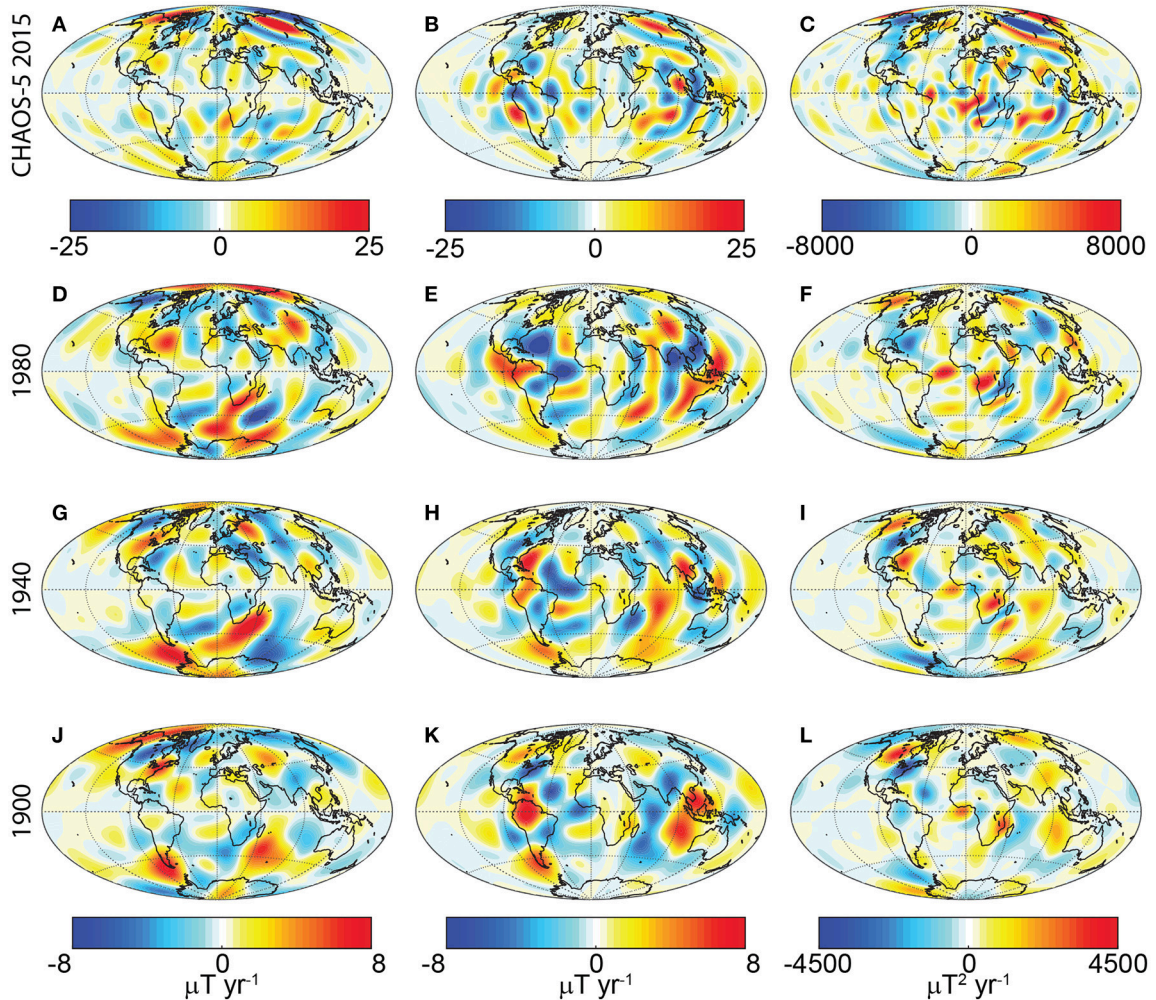 CHAOS-5 2015
A
B
C
-25 0 25
-25 0 25
-8000 0 8000
1980
D
E
F
1940
G
H
I
1900
J
K
L
-8 0 8
-8 0 8
-4500 0 4500
μT yr⁻¹
μT yr⁻¹
μT² yr⁻¹